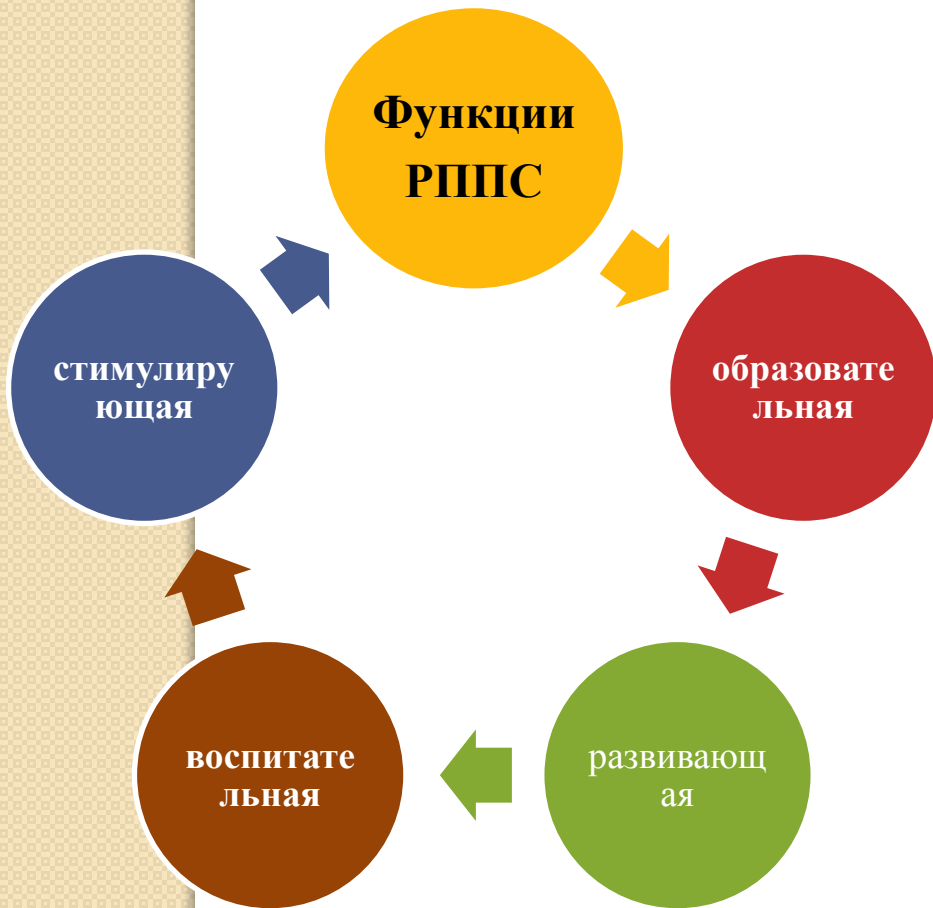 Функции
РППС
стимулиру
ющая
образовате
льная
воспитате
льная
развивающ
ая